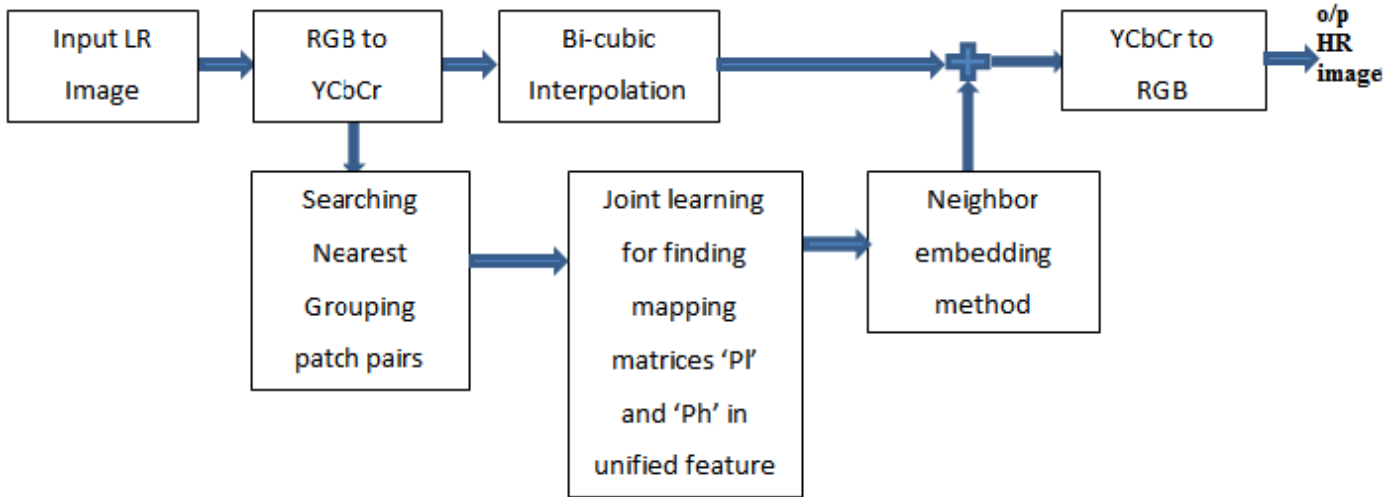 Input LR
Image
RGB to
YCbCr
Bi-cubic
Interpolation
YCbCr to
RGB
o/p
HR
image
Searching
Nearest
Grouping
patch pairs
Joint learning
for finding
mapping
matrices ‘Pl’
and ‘Ph’ in
unified feature
Neighbor
embedding
method